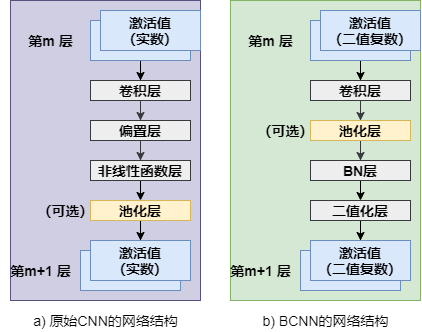 第m 层
激活值
(实数)
卷积层
偏置层
非线性函数层
(可选)
池化层
第m+1 层
激活值
(实数)
a) 原始CNN的网络结构
第m 层
激活值
(二值复数)
卷积层
(可选)
池化层
BN层
二值化层
第m+1 层
激活值
(二值复数)
b) BCNN的网络结构